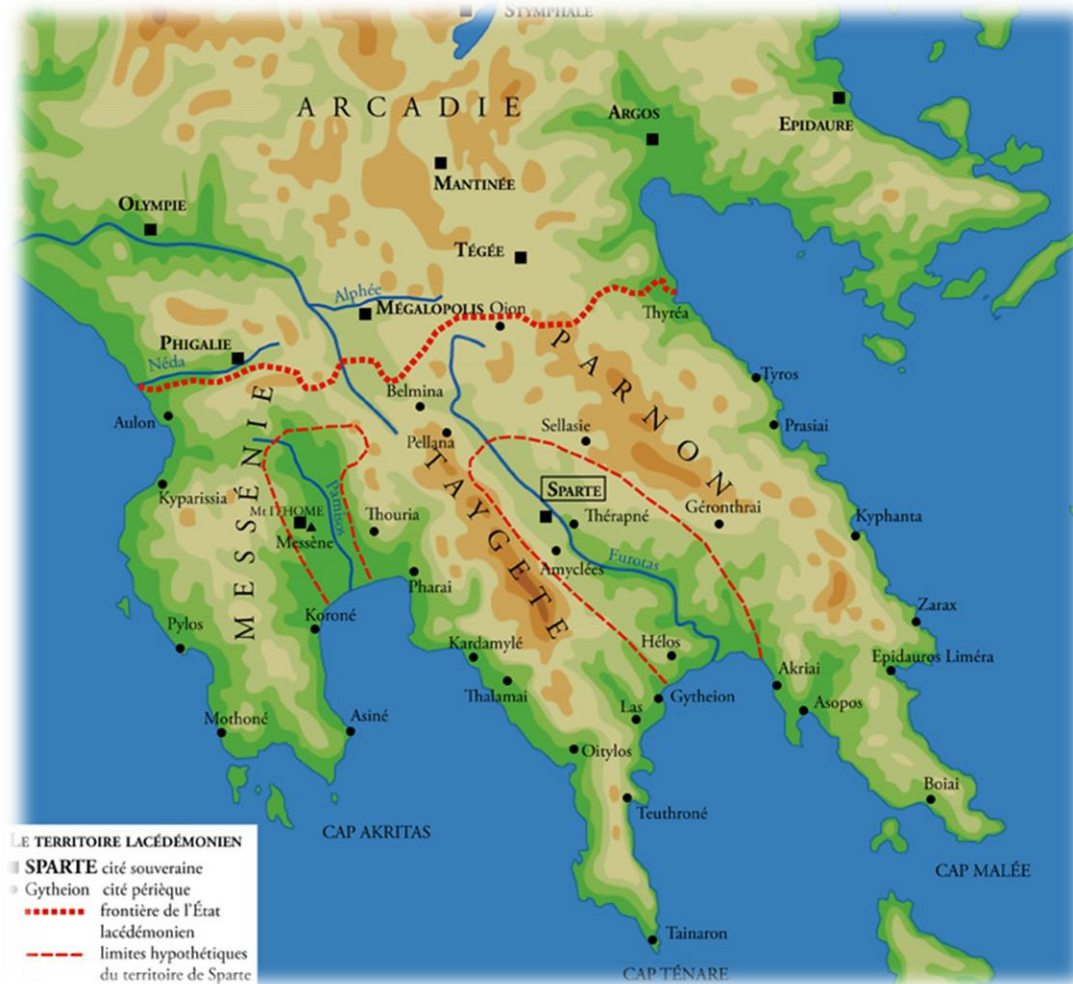 STYMPHALE
ARCADIE
ARGOS
EPIDAURE
MANTINÉE
OLYMPIE
TÉGÉE
Alphée
MÉGALOPOLIS
Oion
Thyréa
PHIGALIE
Néda
PARNON
Tyros
Belmina
Aulon
Prasiai
Sellasie
Pellana
MESSÉNIE
TAYGETE
Kyparissia
Pamisos
SPARTE
Géronthrai
Mt ITHOME
Thouria
Thérapné
Kyphanta
Messène
Amyclées
Eurotas
Pharai
Koroné
Zarax
Pylos
Kardamylé
Hélos
Epidauros Liméra
Akriai
Thalamai
Gytheion
Las
Asopos
Mothoné
Asiné
Oitylos
Boiai
Teuthroné
CAP AKRITAS
CAP MALÉE
Tainaron
CAP TÉNARE
LE TERRITOIRE LACÉDÉMONIEN
SPARTE cité souveraine
Gytheion cité périèque
frontière de l'État
lacédémonien
limites hypothétiques
du territoire de Sparte